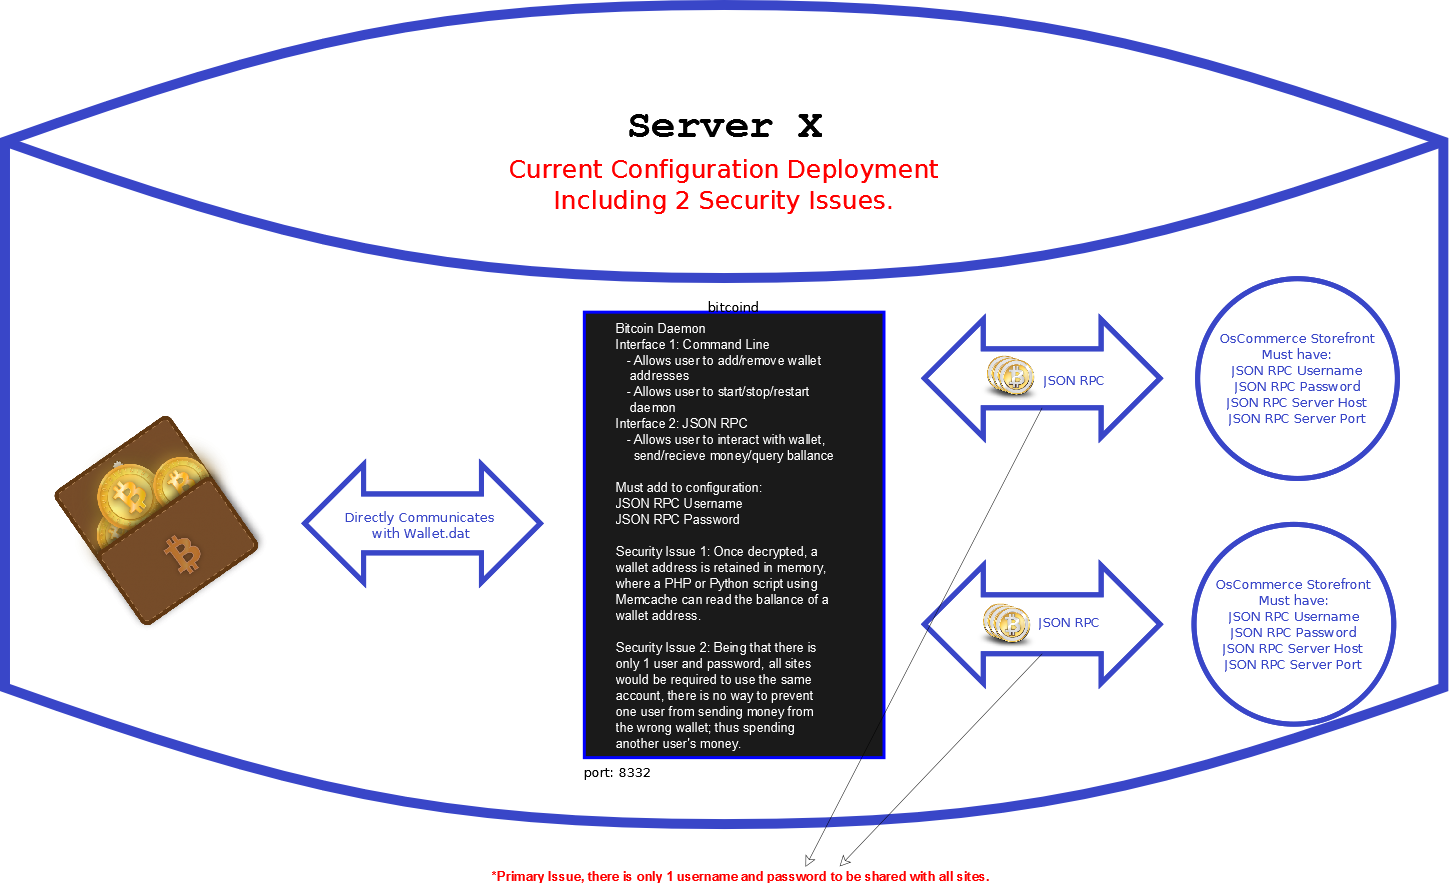 Server X
Current Configuration Deployment
Including 2 Security Issues.
bitcoind
Bitcoin Daemon
Interface 1: Command Line
- Allows user to add/remove wallet
addresses
- Allows user to start/stop/restart
daemon
Interface 2: JSON RPC
- Allows user to interact with wallet,
send/recieve money/query ballance
Must add to configuration:
JSON RPC Username
JSON RPC Password
Security Issue 1: Once decrypted, a
wallet address is retained in memory,
where a PHP or Python script using
Memcache can read the ballance of a
wallet address.
Security Issue 2: Being that there is
only 1 user and password, all sites
would be required to use the same
account, there is no way to prevent
one user from sending money from
the wrong wallet; thus spending
another user's money.
port: 8332
Directly Communicates
with Wallet.dat
JSON RPC
OsCommerce Storefront
Must have:
JSON RPC Username
JSON RPC Password
JSON RPC Server Host
JSON RPC Server Port
JSON RPC
OsCommerce Storefront
Must have:
JSON RPC Username
JSON RPC Password
JSON RPC Server Host
JSON RPC Server Port
*Primary Issue, there is only 1 username and password to be shared with all sites.